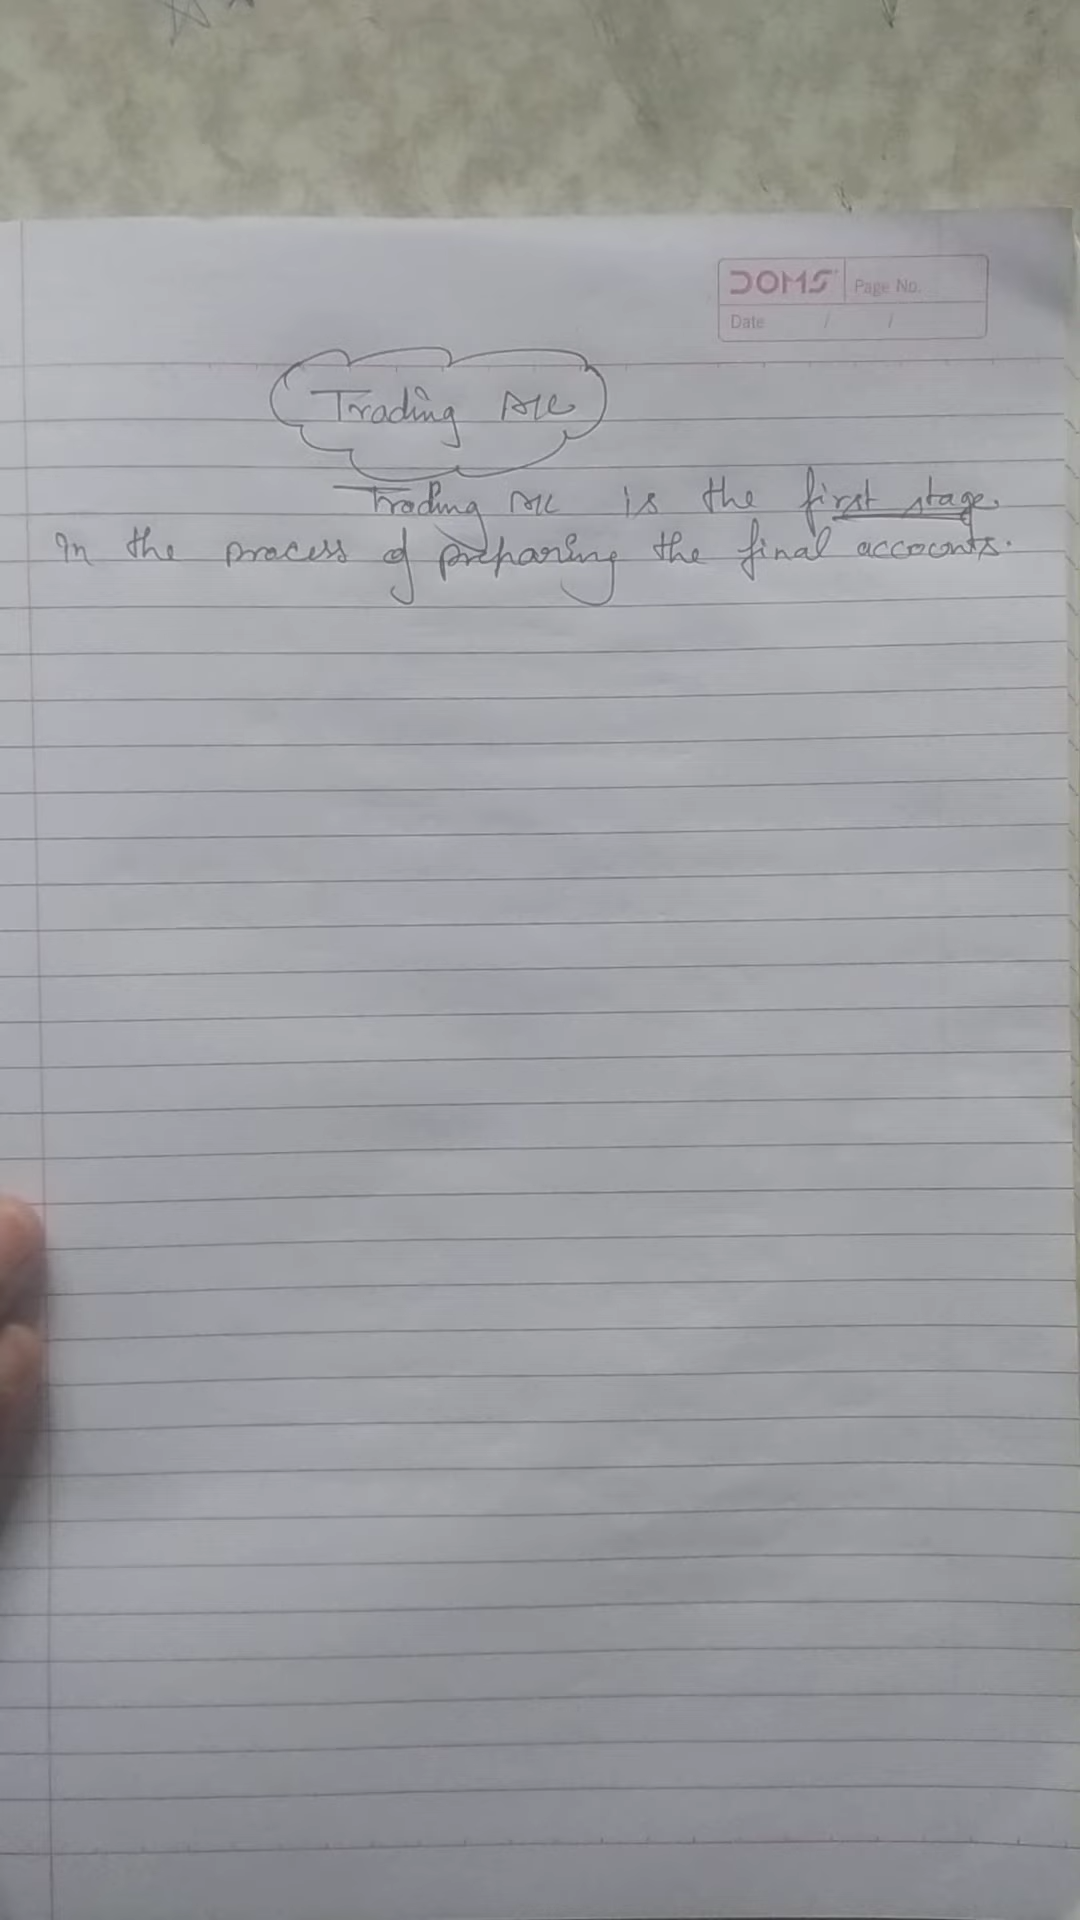 DOMS Page No.
Date / /
Trading A/c
Trading A/c is the first stage
in the process of preparing the final accounts.